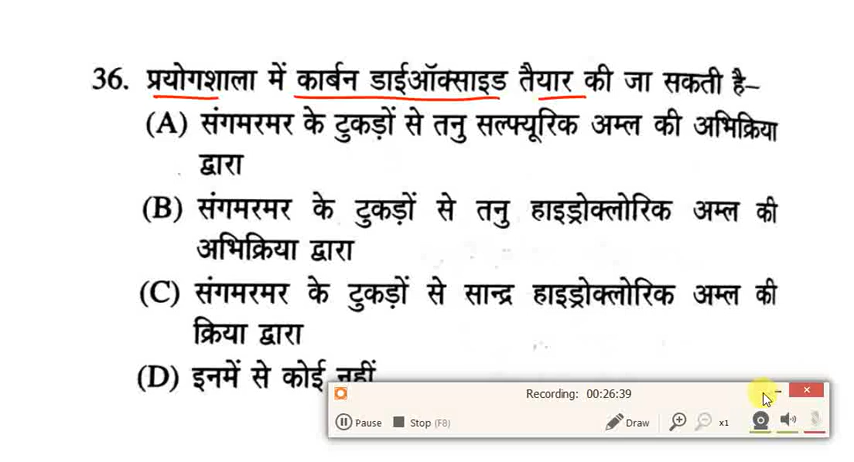 36. प्रयोगशाला में कार्बन डाईऑक्साइड तैयार की जा सकती है–
(A) संगमरमर के टुकड़ों से तनु सल्फ्यूरिक अम्ल की अभिक्रिया
द्वारा
(B) संगमरमर के टुकड़ों से तनु हाइड्रोक्लोरिक अम्ल की
अभिक्रिया द्वारा
(C) संगमरमर के टुकड़ों से सान्द्र हाइड्रोक्लोरिक अम्ल की
क्रिया द्वारा
(D) इनमें से कोई नहीं
Recording: 00:26:39
Pause Stop (F8) Draw x1